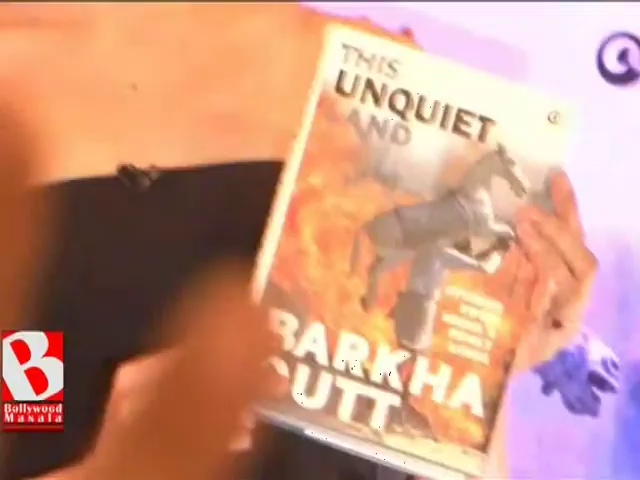 THIS
UNQUIET
LAND
BARKHA
DUTT
B
Bollywood
Masala